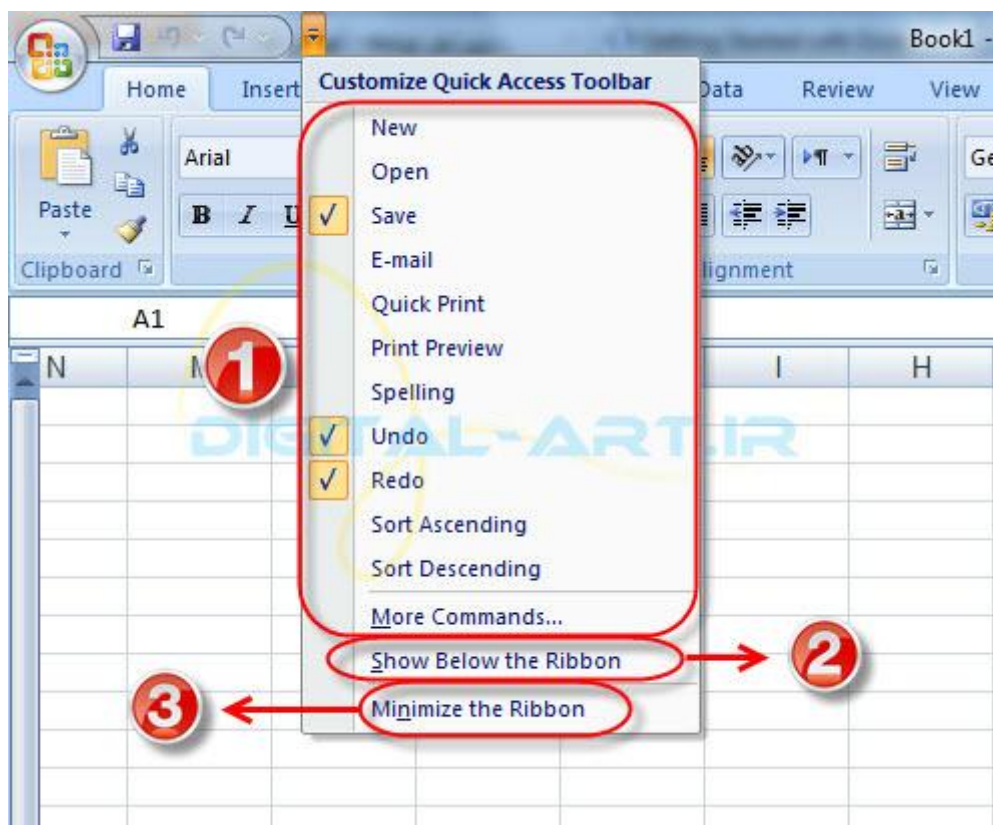 Book1 -
Home Insert Data Review View
Customize Quick Access Toolbar
New
Open
Save
E-mail
Quick Print
Print Preview
Spelling
Undo
Redo
Sort Ascending
Sort Descending
More Commands...
Show Below the Ribbon
Minimize the Ribbon
Arial
Paste
B I U
Clipboard
lignment
Ge
A1
N M I H
1
2
3
DIGITAL-ART.IR